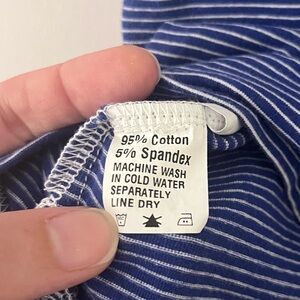 95% Cotton
5% Spandex
MACHINE WASH
IN COLD WATER
SEPARATELY
LINE DRY